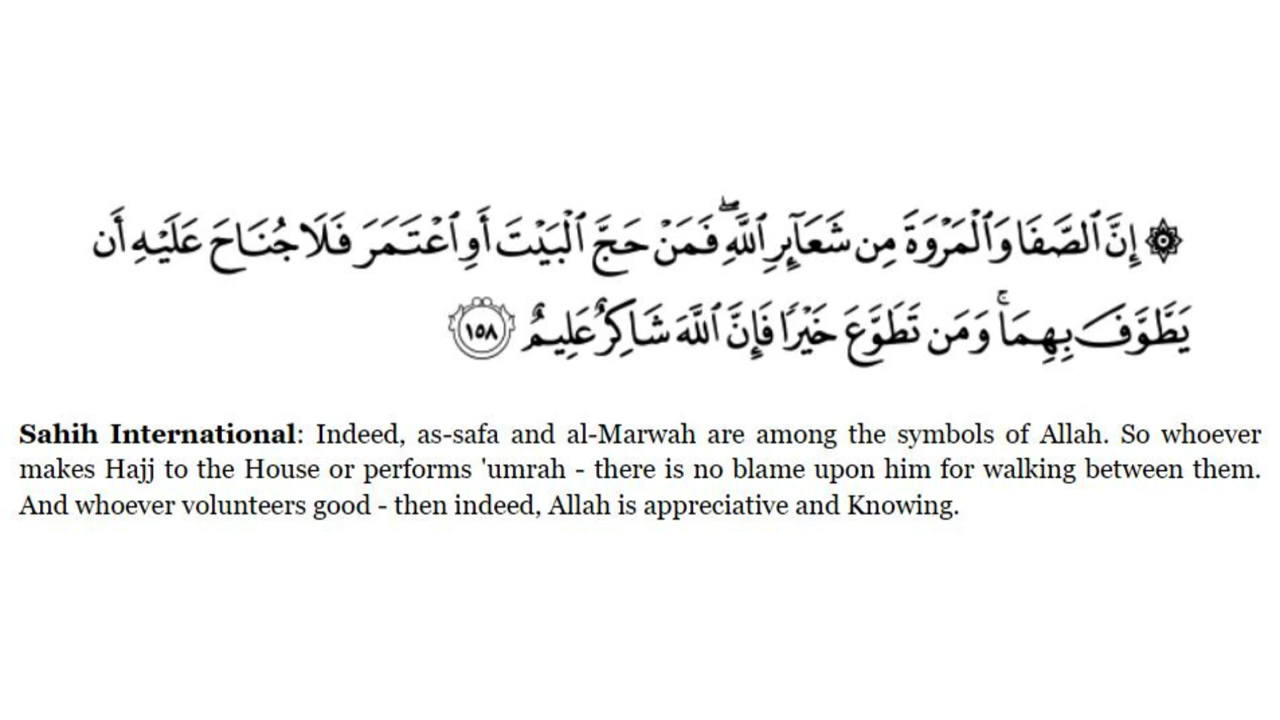 ۞ إِنَّ ٱلصَّفَا وَٱلْمَرْوَةَ مِن شَعَآئِرِ ٱللَّهِ ۖ فَمَنْ حَجَّ ٱلْبَيْتَ أَوِ ٱعْتَمَرَ فَلَا جُنَاحَ عَلَيْهِ أَن
يَطَّوَّفَ بِهِمَا ۚ وَمَن تَطَوَّعَ خَيْرًا فَإِنَّ ٱللَّهَ شَاكِرٌ عَلِيمٌ ١٥٨
Sahih International: Indeed, as-safa and al-Marwah are among the symbols of Allah. So whoever
makes Hajj to the House or performs 'umrah - there is no blame upon him for walking between them.
And whoever volunteers good - then indeed, Allah is appreciative and Knowing.